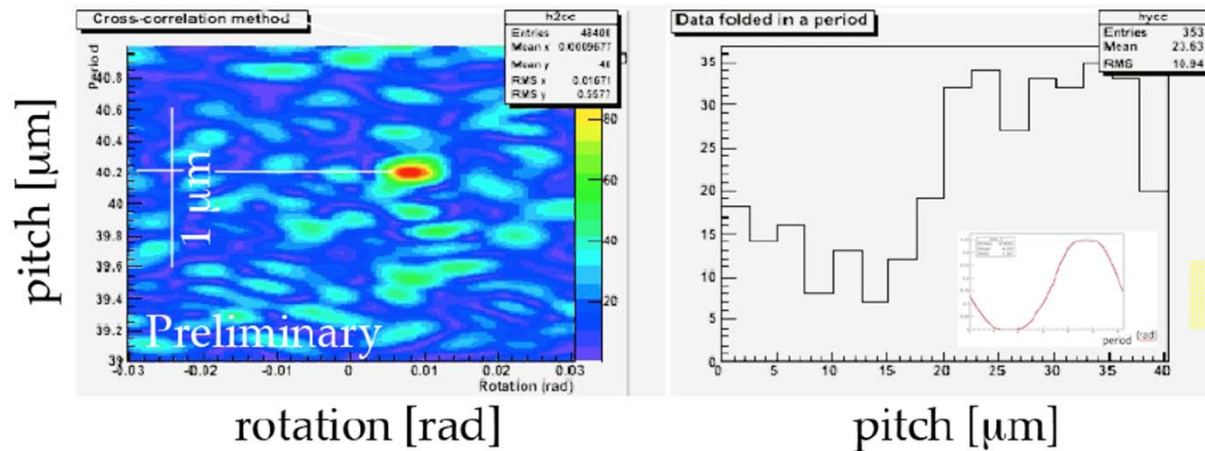 Cross-correlation method
h2cc
Entries 48400
Mean x 0.0009677
Mean y 40
RMS x 0.01671
RMS y 0.5577
Period
40.8
40.6
40.4
40.2
40
39.8
39.6
39.4
39.2
39
-0.03 -0.02 -0.01 0 0.01 0.02 0.03
Rotation (rad)
80
60
40
20
1 μm
Preliminary
pitch [μm]
rotation [rad]
Data folded in a period
hycc
Entries 353
Mean 23.63
RMS 10.94
35
30
25
20
15
10
5
0
0 5 10 15 20 25 30 35 40
period (rad)
pitch [μm]